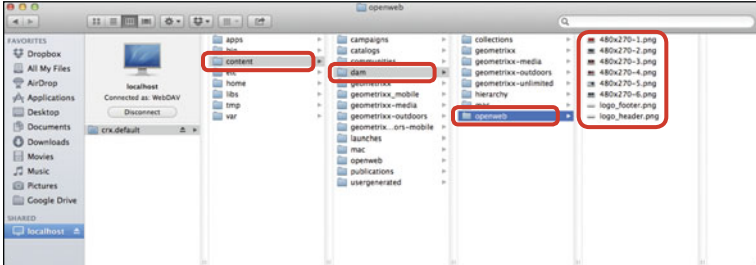 openweb
FAVORITES
Dropbox
All My Files
AirDrop
Applications
Desktop
Documents
Downloads
Movies
Music
Pictures
Google Drive
SHARED
localhost
localhost
Connected as: WebDAV
Disconnect
crx.default
apps
bin
content
etc
home
libs
tmp
var
campaigns
catalogs
communities
dam
geometrixx
geometrixx_mobile
geometrixx-media
geometrixx-outdoors
geometrix...ors-mobile
launches
mac
openweb
publications
usergenerated
collections
geometrixx
geometrixx-media
geometrixx-outdoors
geometrixx-unlimited
hierarchy
mac
openweb
480x270-1.png
480x270-2.png
480x270-3.png
480x270-4.png
480x270-5.png
480x270-6.png
logo_footer.png
logo_header.png